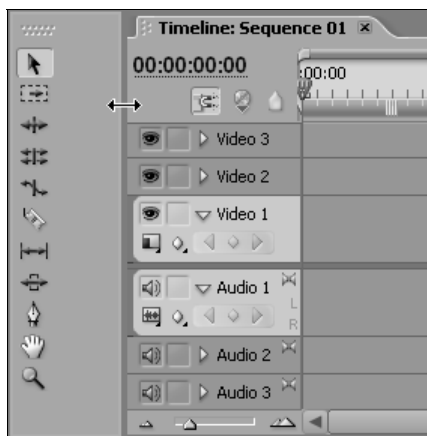 Timeline: Sequence 01
00:00:00:00
:00:00
Video 3
Video 2
Video 1
Audio 1
L
R
Audio 2
Audio 3